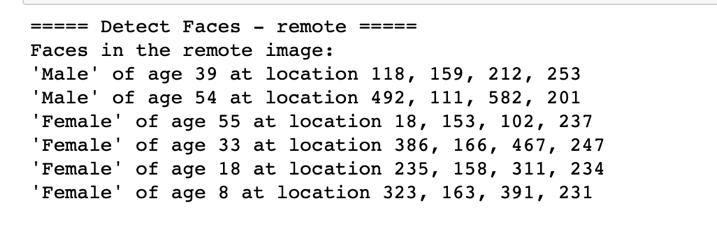 ===== Detect Faces - remote =====
Faces in the remote image:
'Male' of age 39 at location 118, 159, 212, 253
'Male' of age 54 at location 492, 111, 582, 201
'Female' of age 55 at location 18, 153, 102, 237
'Female' of age 33 at location 386, 166, 467, 247
'Female' of age 18 at location 235, 158, 311, 234
'Female' of age 8 at location 323, 163, 391, 231